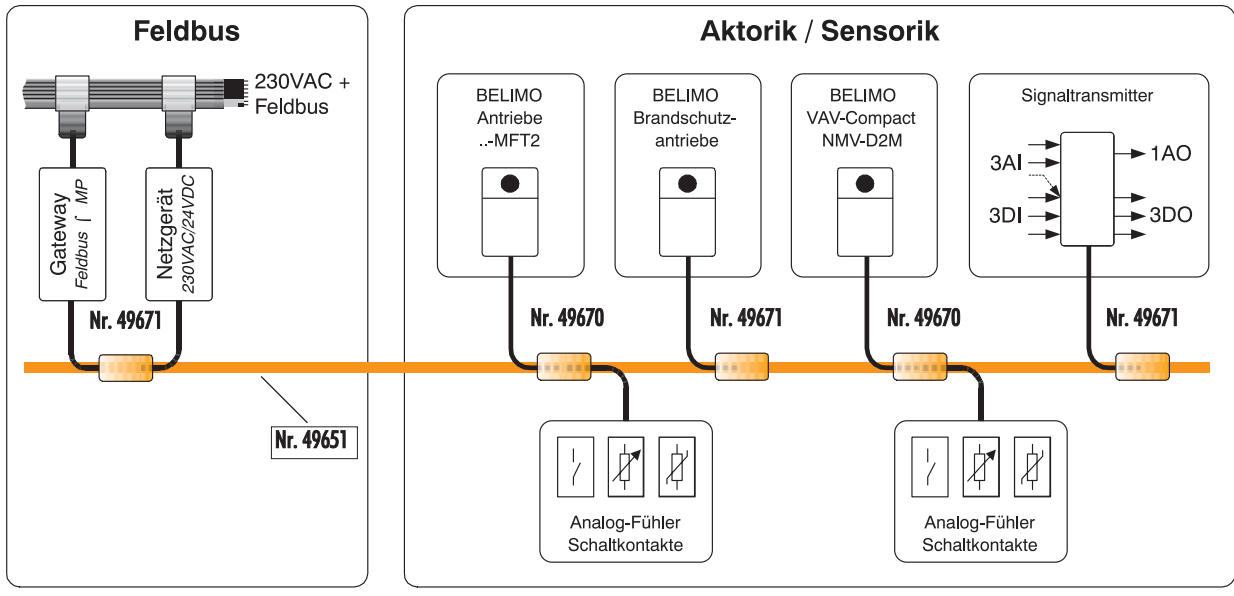 Feldbus
230VAC +
Feldbus
Gateway
Feldbus ⌠ MP
Netzgerät
230VAC/24VDC
Nr. 49671
Nr. 49651
Aktorik / Sensorik
BELIMO
Antriebe
..-MFT2
BELIMO
Brandschutz-
antriebe
BELIMO
VAV-Compact
NMV-D2M
Signaltransmitter
3AI
1AO
3DI
3DO
Nr. 49670
Nr. 49671
Nr. 49670
Nr. 49671
Analog-Fühler
Schaltkontakte
Analog-Fühler
Schaltkontakte